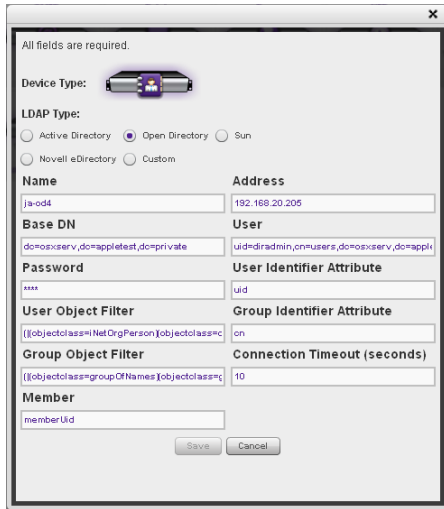 All fields are required.
Device Type:
LDAP Type:
Active Directory Open Directory Sun
Novell eDirectory Custom
Name Address
ja-od4 192.168.20.205
Base DN User
dc=osxserv,dc=appletest,dc=private uid=diradmin,cn=users,dc=osxserv,dc=apple
Password User Identifier Attribute
**** uid
User Object Filter Group Identifier Attribute
(|(objectclass=iNetOrgPerson)(objectclass=c cn
Group Object Filter Connection Timeout (seconds)
(|(objectclass=groupOfNames)(objectclass=g 10
Member
memberUid
Save Cancel